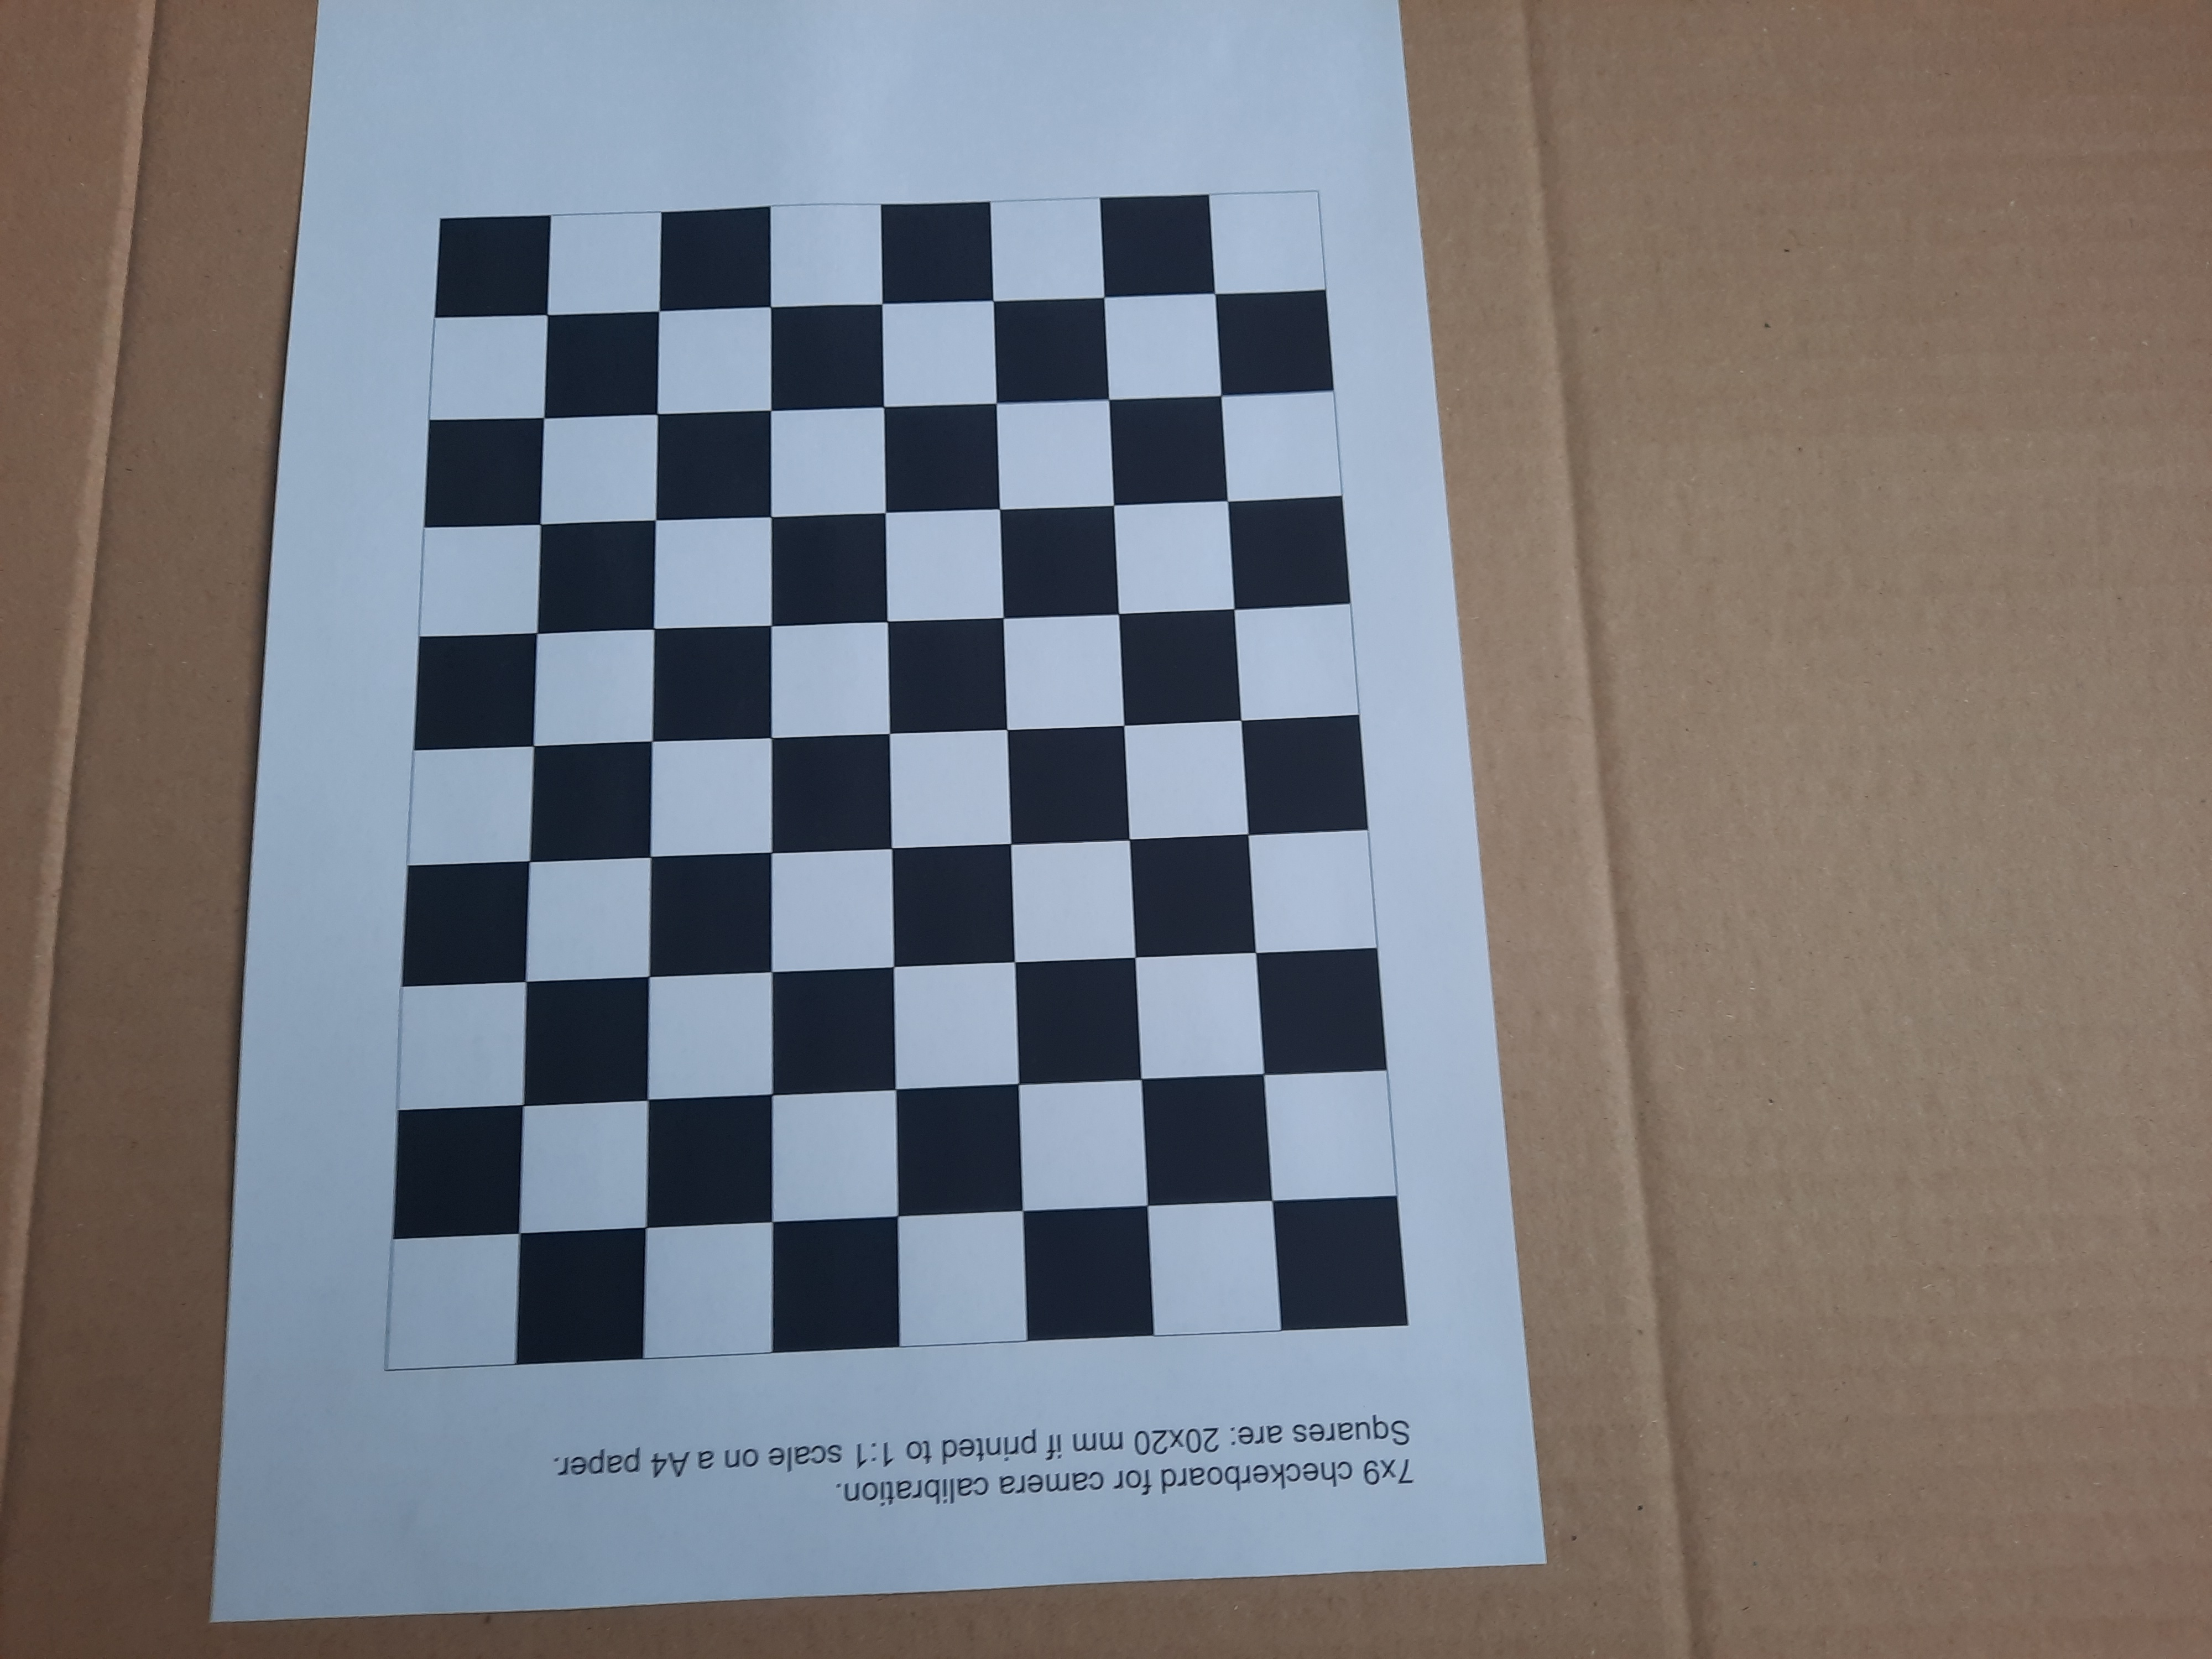 7x9 checkerboard for camera calibration.
Squares are: 20x20 mm if printed to 1:1 scale on a A4 paper.